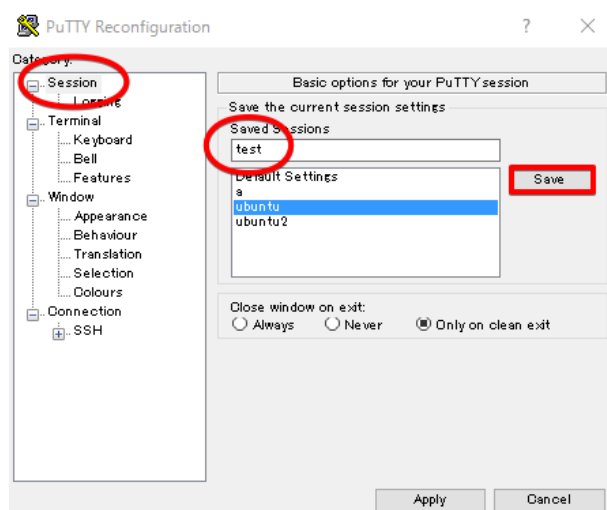 PuTTY Reconfiguration
?
Category:
Session
Logging
Terminal
Keyboard
Bell
Features
Window
Appearance
Behaviour
Translation
Selection
Colours
Connection
SSH
Basic options for your PuTTY session
Save the current session settings
Saved Sessions
test
Default Settings
a
ubuntu
ubuntu2
Save
Close window on exit:
Always Never Only on clean exit
Apply Cancel